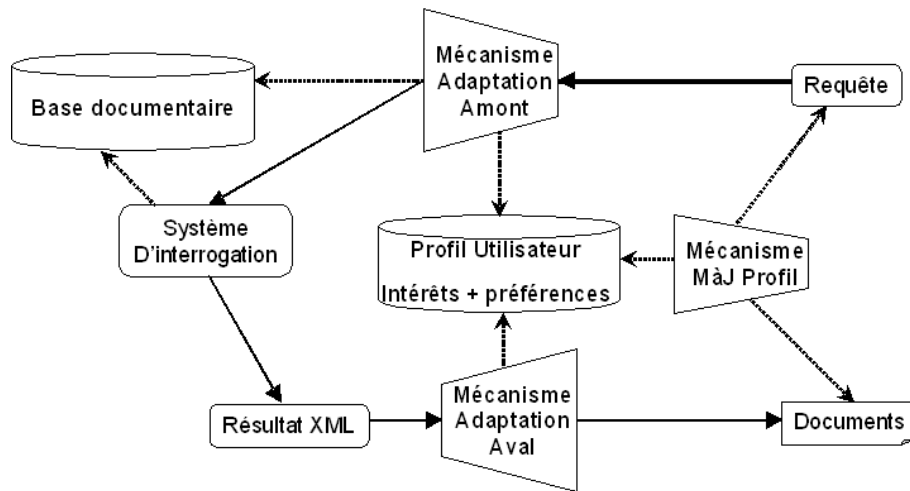 Mécanisme
Adaptation
Amont
Base documentaire
Requête
Système
D'interrogation
Profil Utilisateur
Intérêts + préférences
Mécanisme
MàJ Profil
Résultat XML
Mécanisme
Adaptation
Aval
Documents